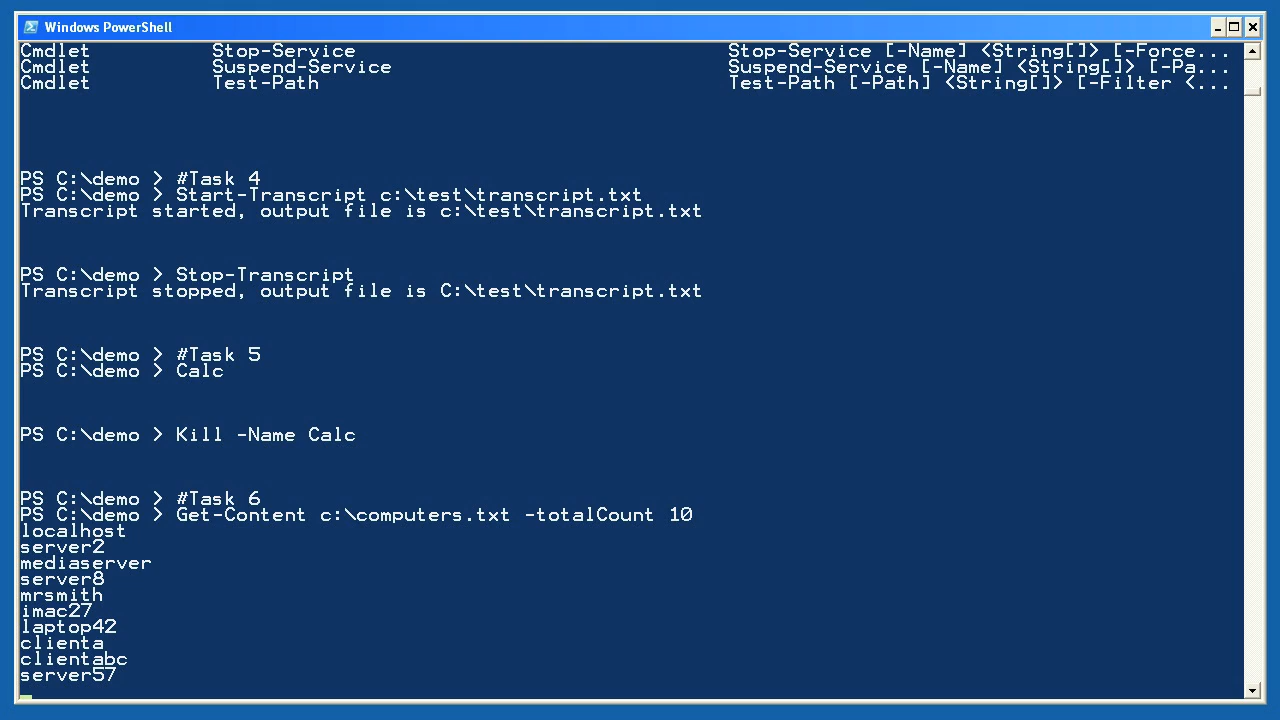 Windows PowerShell
Cmdlet Stop-Service Stop-Service [-Name] <String[]> [-Force...
Cmdlet Suspend-Service Suspend-Service [-Name] <String[]> [-Pa...
Cmdlet Test-Path Test-Path [-Path] <String[]> [-Filter <...
PS C:\demo > #Task 4
PS C:\demo > Start-Transcript c:\test\transcript.txt
Transcript started, output file is c:\test\transcript.txt
PS C:\demo > Stop-Transcript
Transcript stopped, output file is C:\test\transcript.txt
PS C:\demo > #Task 5
PS C:\demo > Calc
PS C:\demo > Kill -Name Calc
PS C:\demo > #Task 6
PS C:\demo > Get-Content c:\computers.txt -totalCount 10
localhost
server2
mediaserver
server8
mrsmith
imac27
laptop42
clienta
clientabc
server57